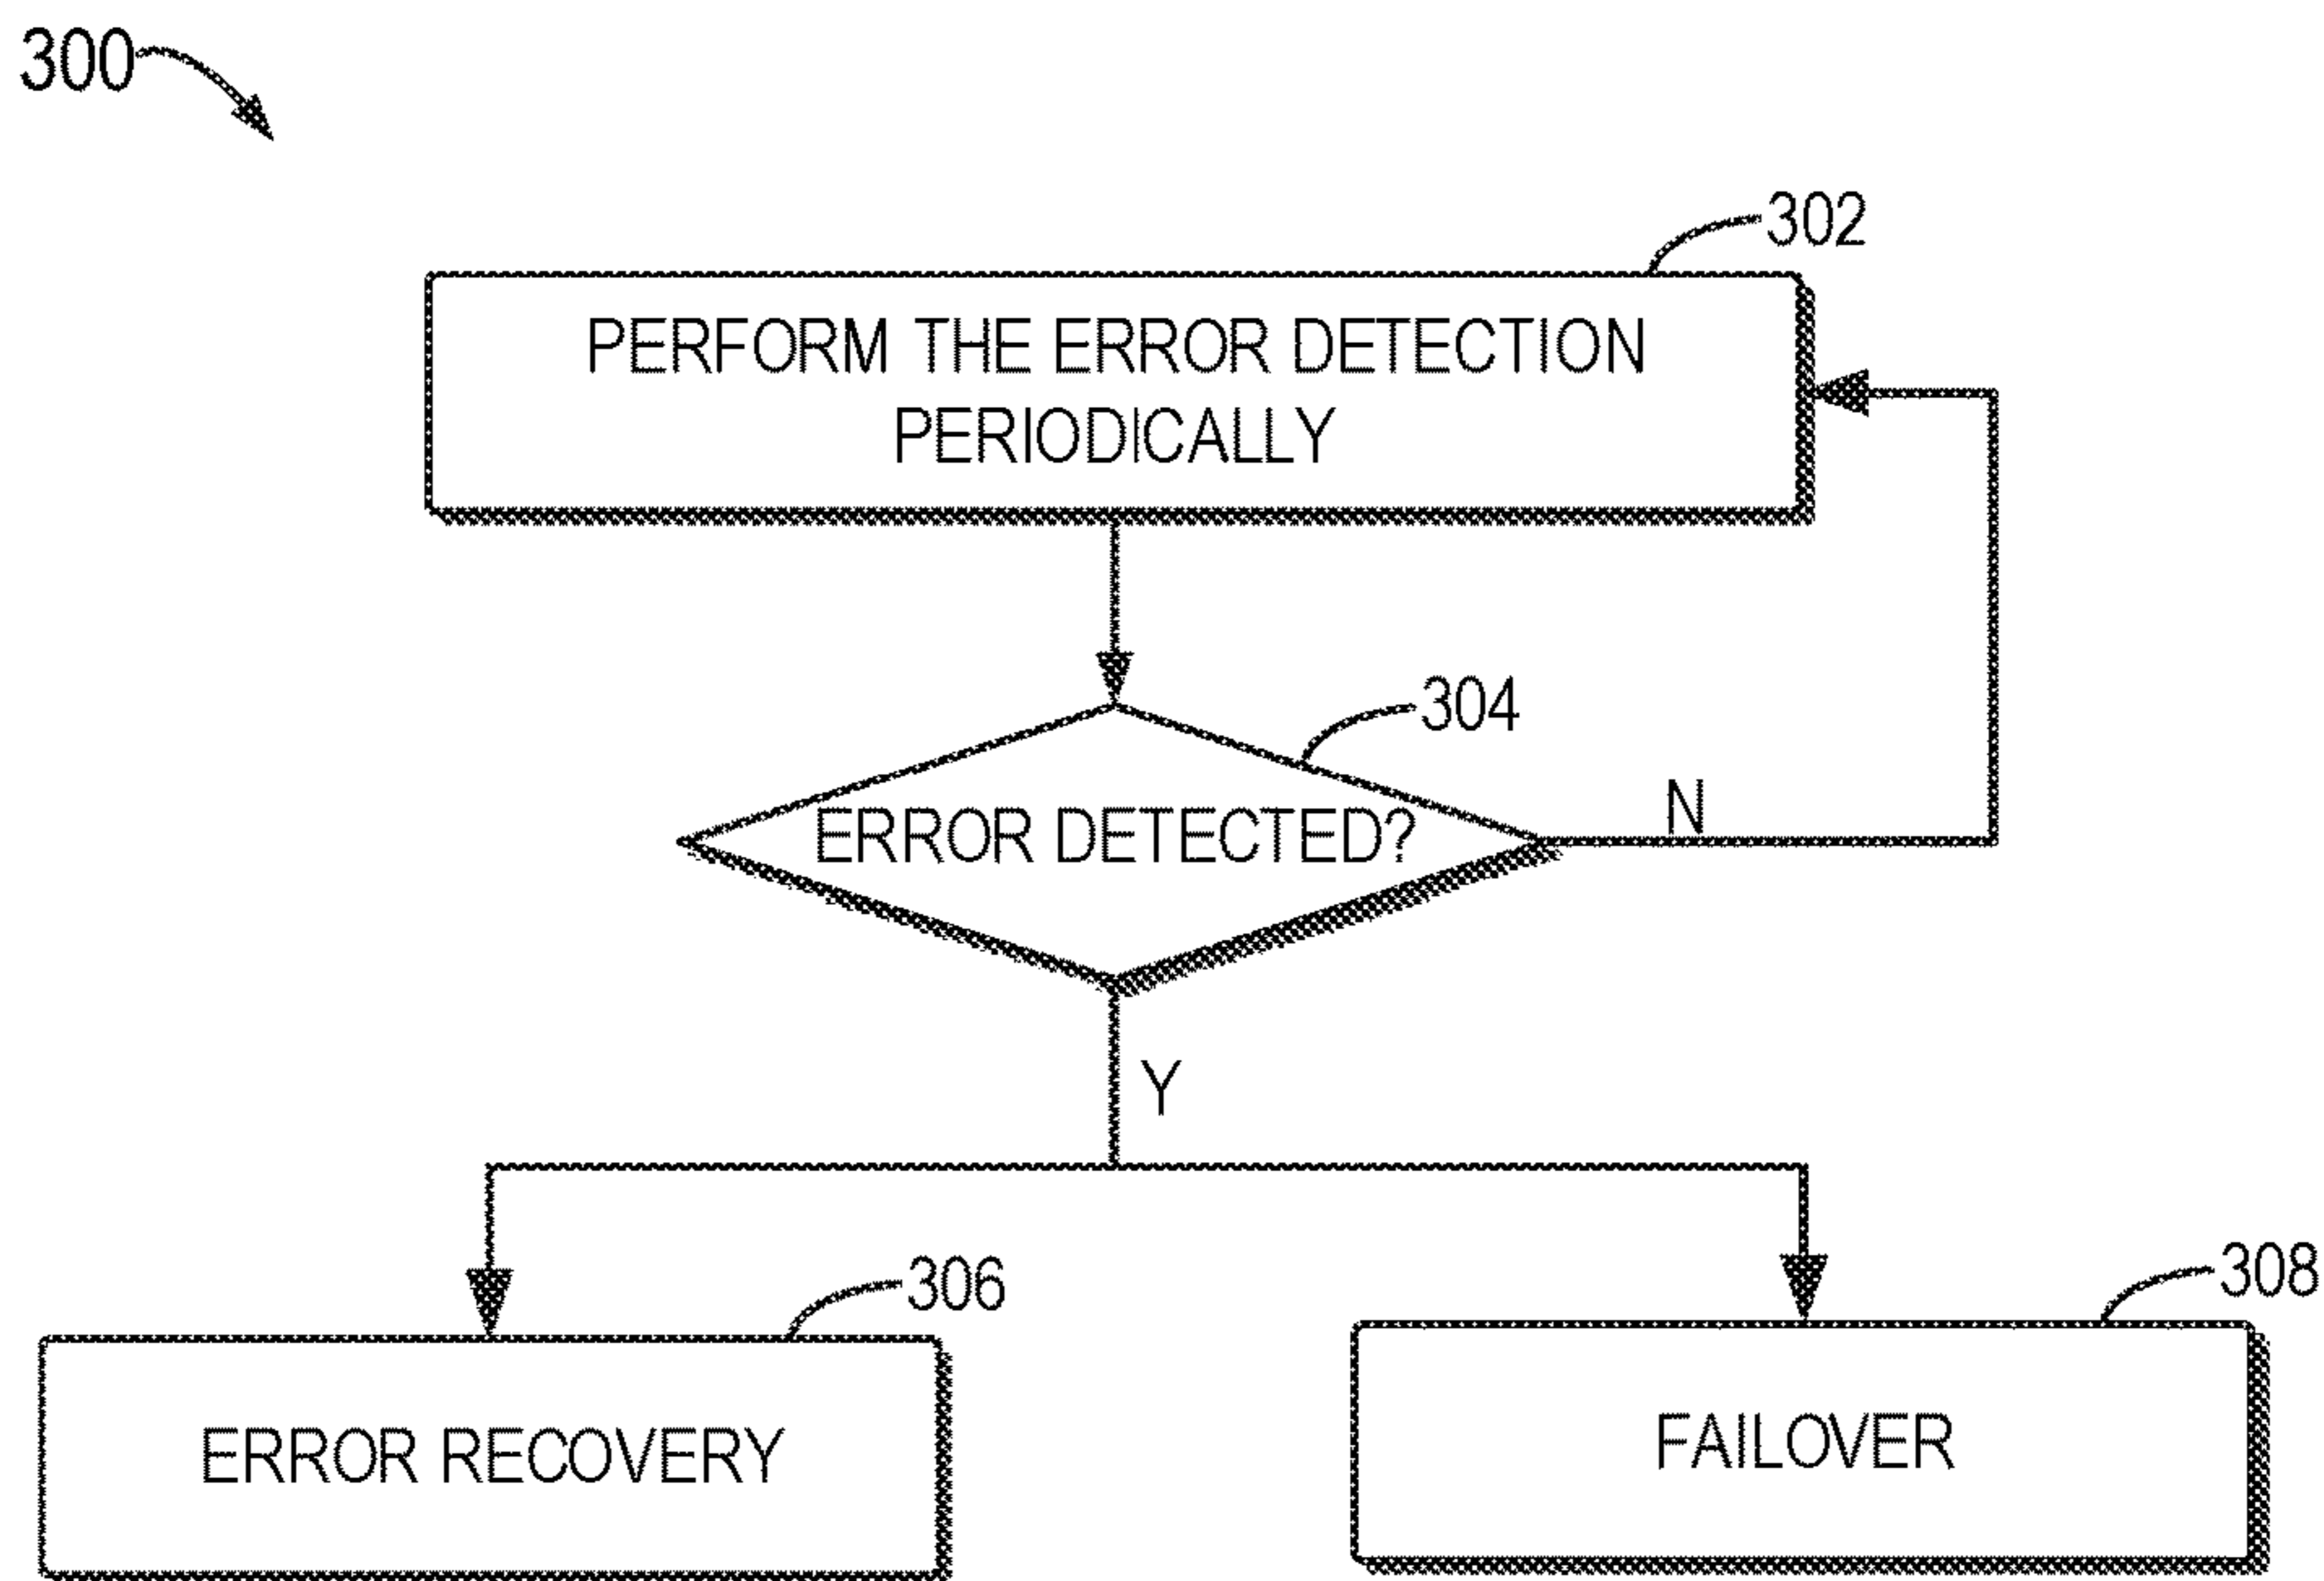 300
302
PERFORM THE ERROR DETECTION
PERIODICALLY
304
ERROR DETECTED?
N
Y
306
308
ERROR RECOVERY
FAILOVER